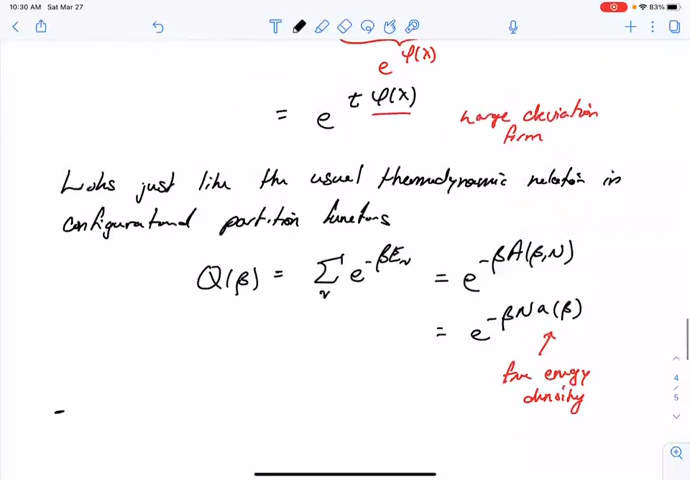 10:30 AM Sat Mar 27
83%
e^φ(λ)
= e^{t φ(λ)} Large deviation
form
Looks just like the usual thermodynamic relation in
configurational partition functions
Q(β) = Σ_ν e^{-βE_ν} = e^{-βA(β,N)}
= e^{-βNa(β)}
free energy
density
4
5